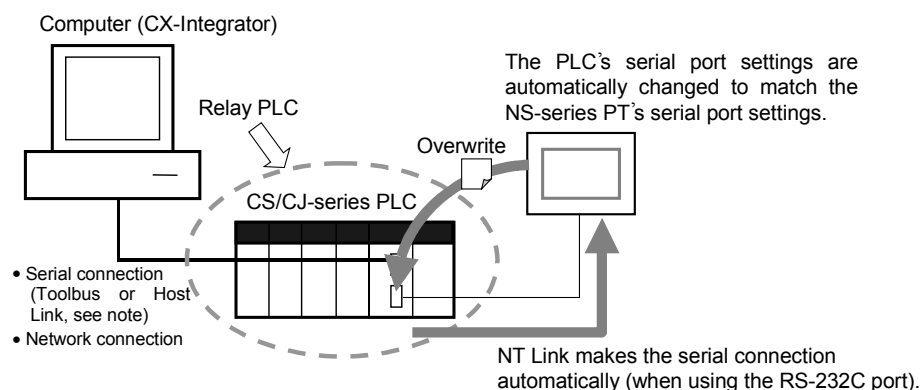 Computer (CX-Integrator)
The PLC's serial port settings are
automatically changed to match the
NS-series PT's serial port settings.
Relay PLC
Overwrite
CS/CJ-series PLC
• Serial connection
(Toolbus or Host
Link, see note)
• Network connection
NT Link makes the serial connection
automatically (when using the RS-232C port).